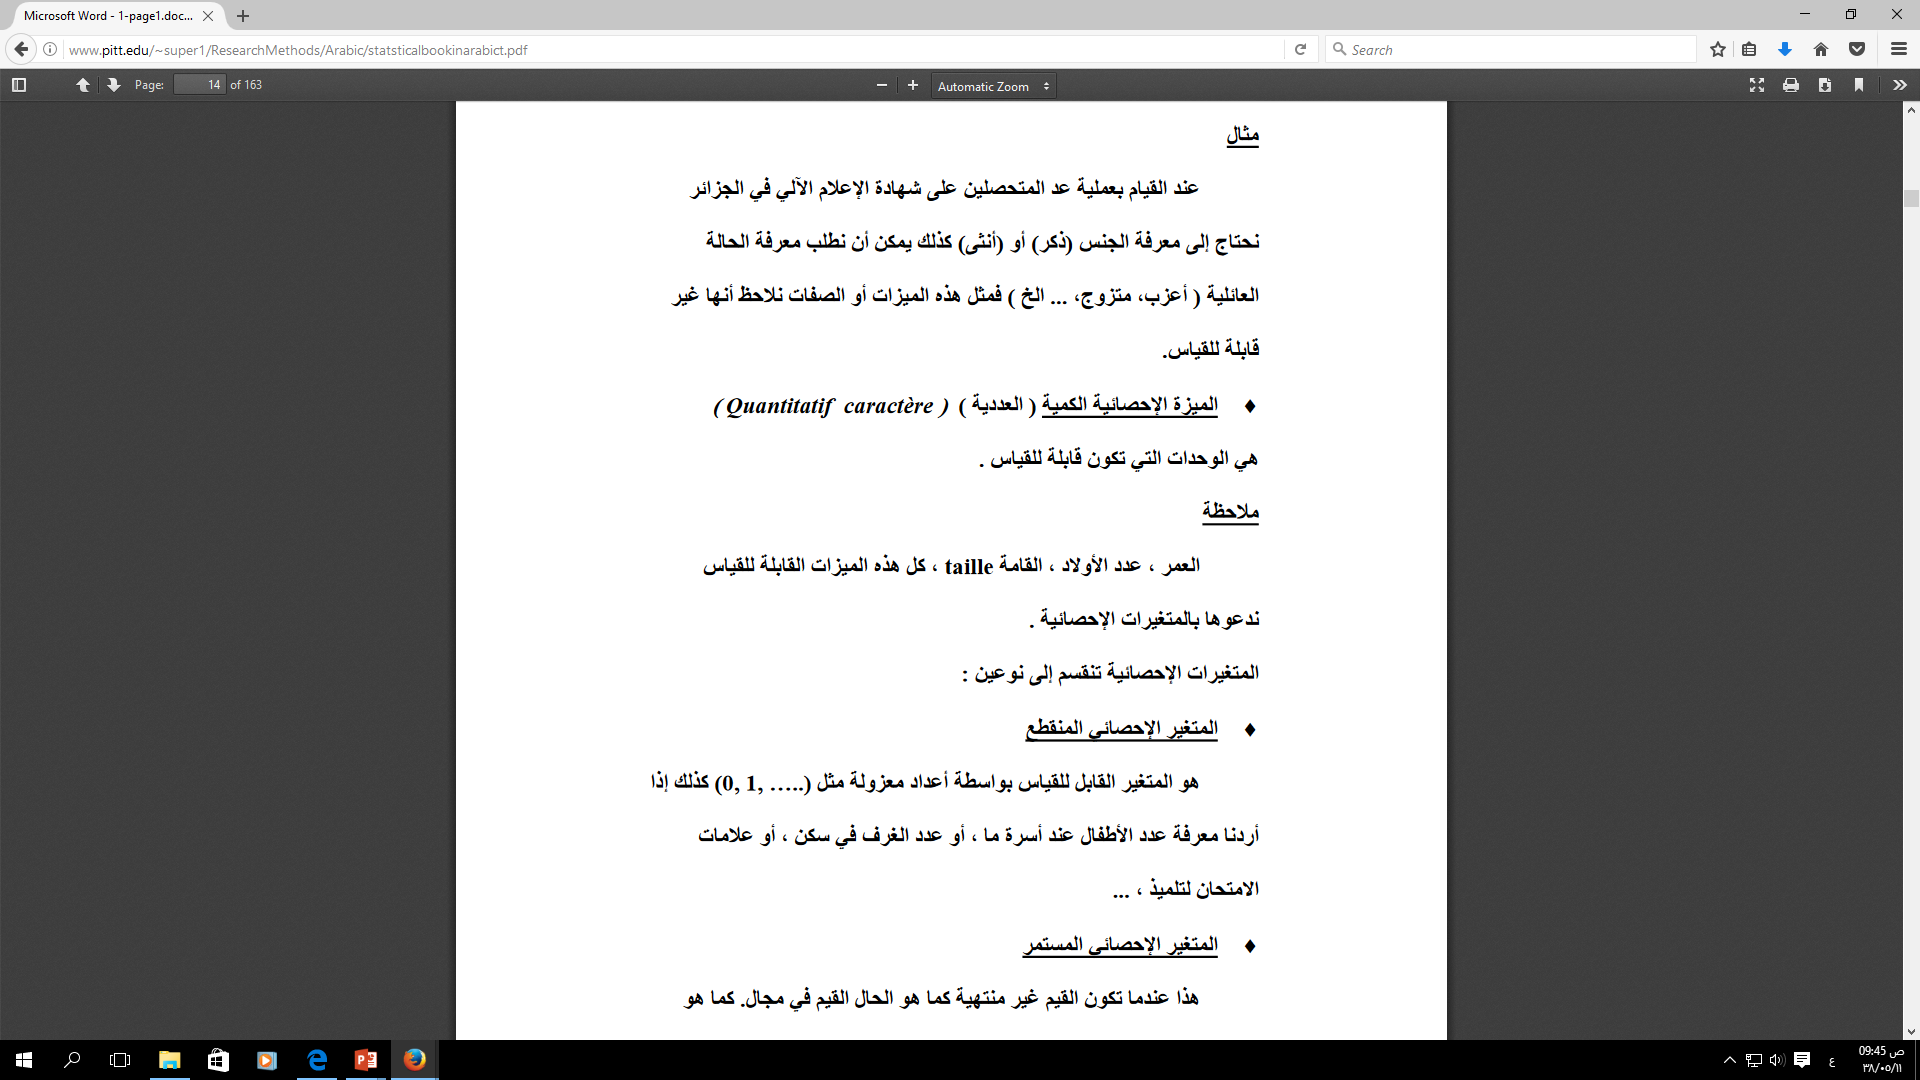 Microsoft Word - 1-page1.doc...
www.pitt.edu/~super1/ResearchMethods/Arabic/statsticalbookinarabict.pdf
Search
Page: 14 of 163
Automatic Zoom
مثال
عند القيام بعملية عد المتحصلين على شهادة الإعلام الآلي في الجزائر
نحتاج إلى معرفة الجنس (ذكر) أو (أنثى) كذلك يمكن أن نطلب معرفة الحالة
العائلية ( أعزب، متزوج، ... الخ ) فمثل هذه الميزات أو الصفات نلاحظ أنها غير
قابلة للقياس.
♦ الميزة الإحصائية الكمية ( العددية ) ( Quantitatif caractère )
هي الوحدات التي تكون قابلة للقياس .
ملاحظة
العمر ، عدد الأولاد ، القامة taille ، كل هذه الميزات القابلة للقياس
ندعوها بالمتغيرات الإحصائية .
المتغيرات الإحصائية تنقسم إلى نوعين :
♦ المتغير الإحصائي المنقطع
هو المتغير القابل للقياس بواسطة أعداد معزولة مثل (0, 1, …..) كذلك إذا
أردنا معرفة عدد الأطفال عند أسرة ما ، أو عدد الغرف في سكن ، أو علامات
الامتحان لتلميذ ، ...
♦ المتغير الإحصائي المستمر
هذا عندما تكون القيم غير منتهية كما هو الحال القيم في مجال. كما هو
ع
09:45 ص
٣٨/٠٥/١١